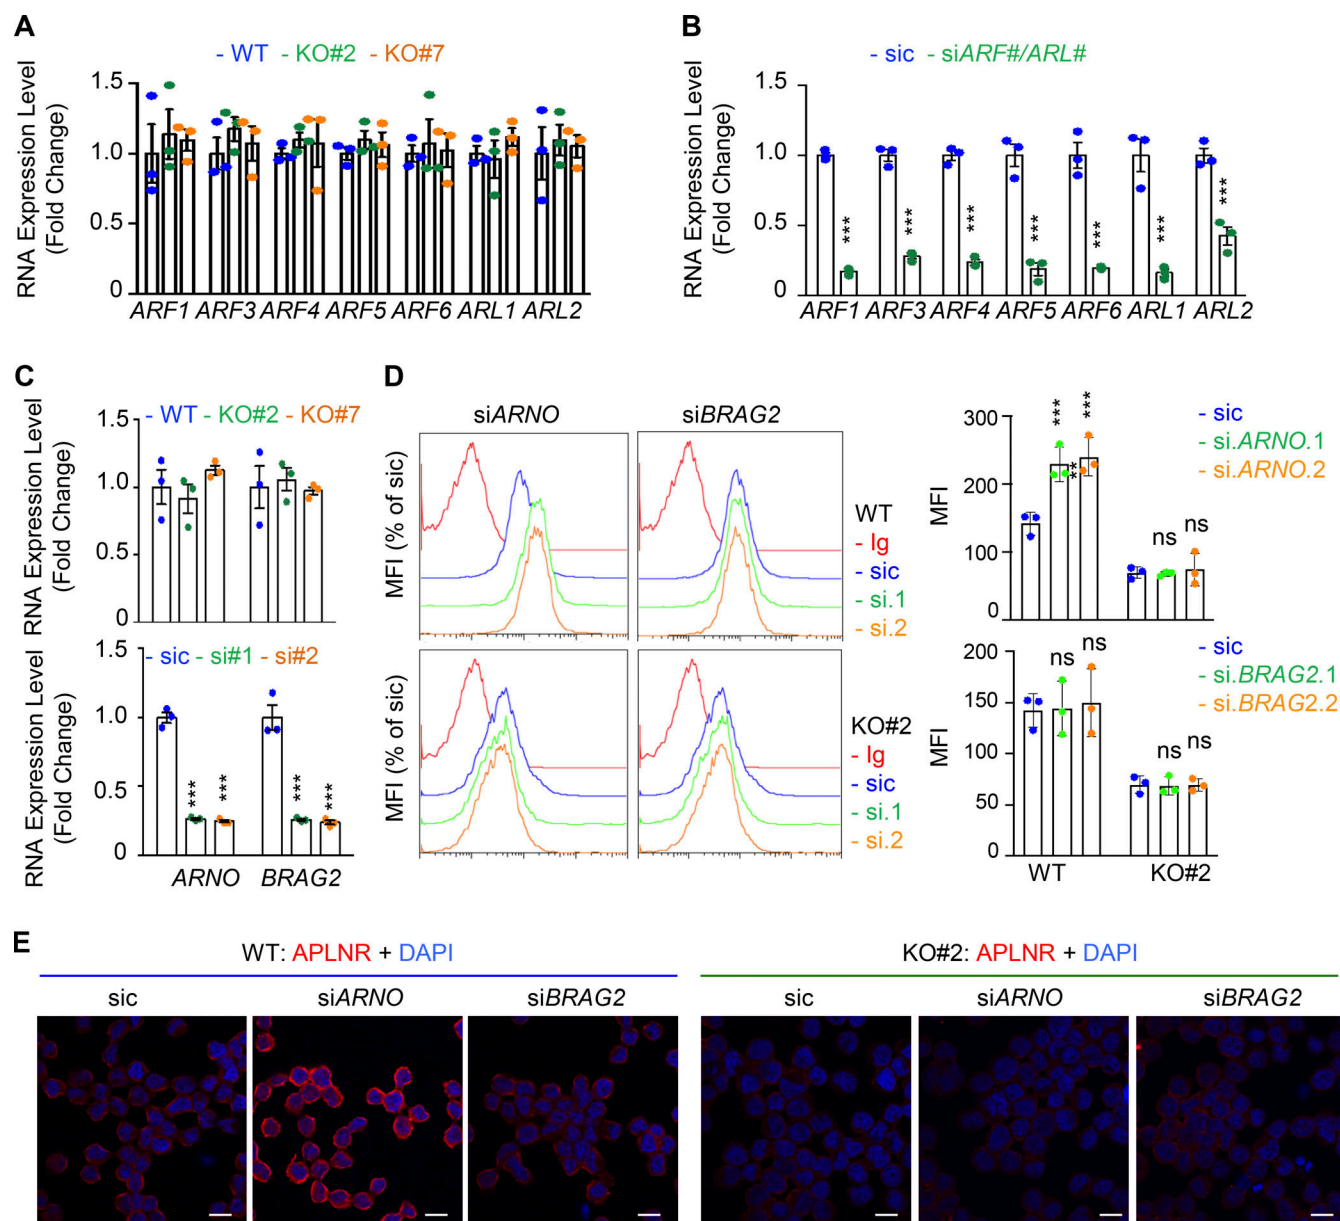 A
- WT - KO#2 - KO#7
RNA Expression Level
(Fold Change)
1.5
1.0
0.5
0
ARF1 ARF3 ARF4 ARF5 ARF6 ARL1 ARL2
B
- sic - siARF#/ARL#
RNA Expression Level
(Fold Change)
1.5
1.0
0.5
0
*** *** *** *** *** *** ***
ARF1 ARF3 ARF4 ARF5 ARF6 ARL1 ARL2
C
- WT - KO#2 - KO#7
RNA Expression Level
(Fold Change)
1.5
1.0
0.5
0
- sic - si#1 - si#2
RNA Expression Level
(Fold Change)
1.5
1.0
0.5
0
*** *** *** ***
ARNO BRAG2
D
siARNO siBRAG2
MFI (% of sic)
WT
- Ig
- sic
- si.1
- si.2
MFI (% of sic)
KO#2
- Ig
- sic
- si.1
- si.2
MFI
300
200
100
0
*** ***
**
ns ns
- sic
- si.ARNO.1
- si.ARNO.2
MFI
200
150
100
50
0
ns ns
ns ns
- sic
- si.BRAG2.1
- si.BRAG2.2
WT KO#2
E
WT: APLNR + DAPI
sic siARNO siBRAG2
KO#2: APLNR + DAPI
sic siARNO siBRAG2